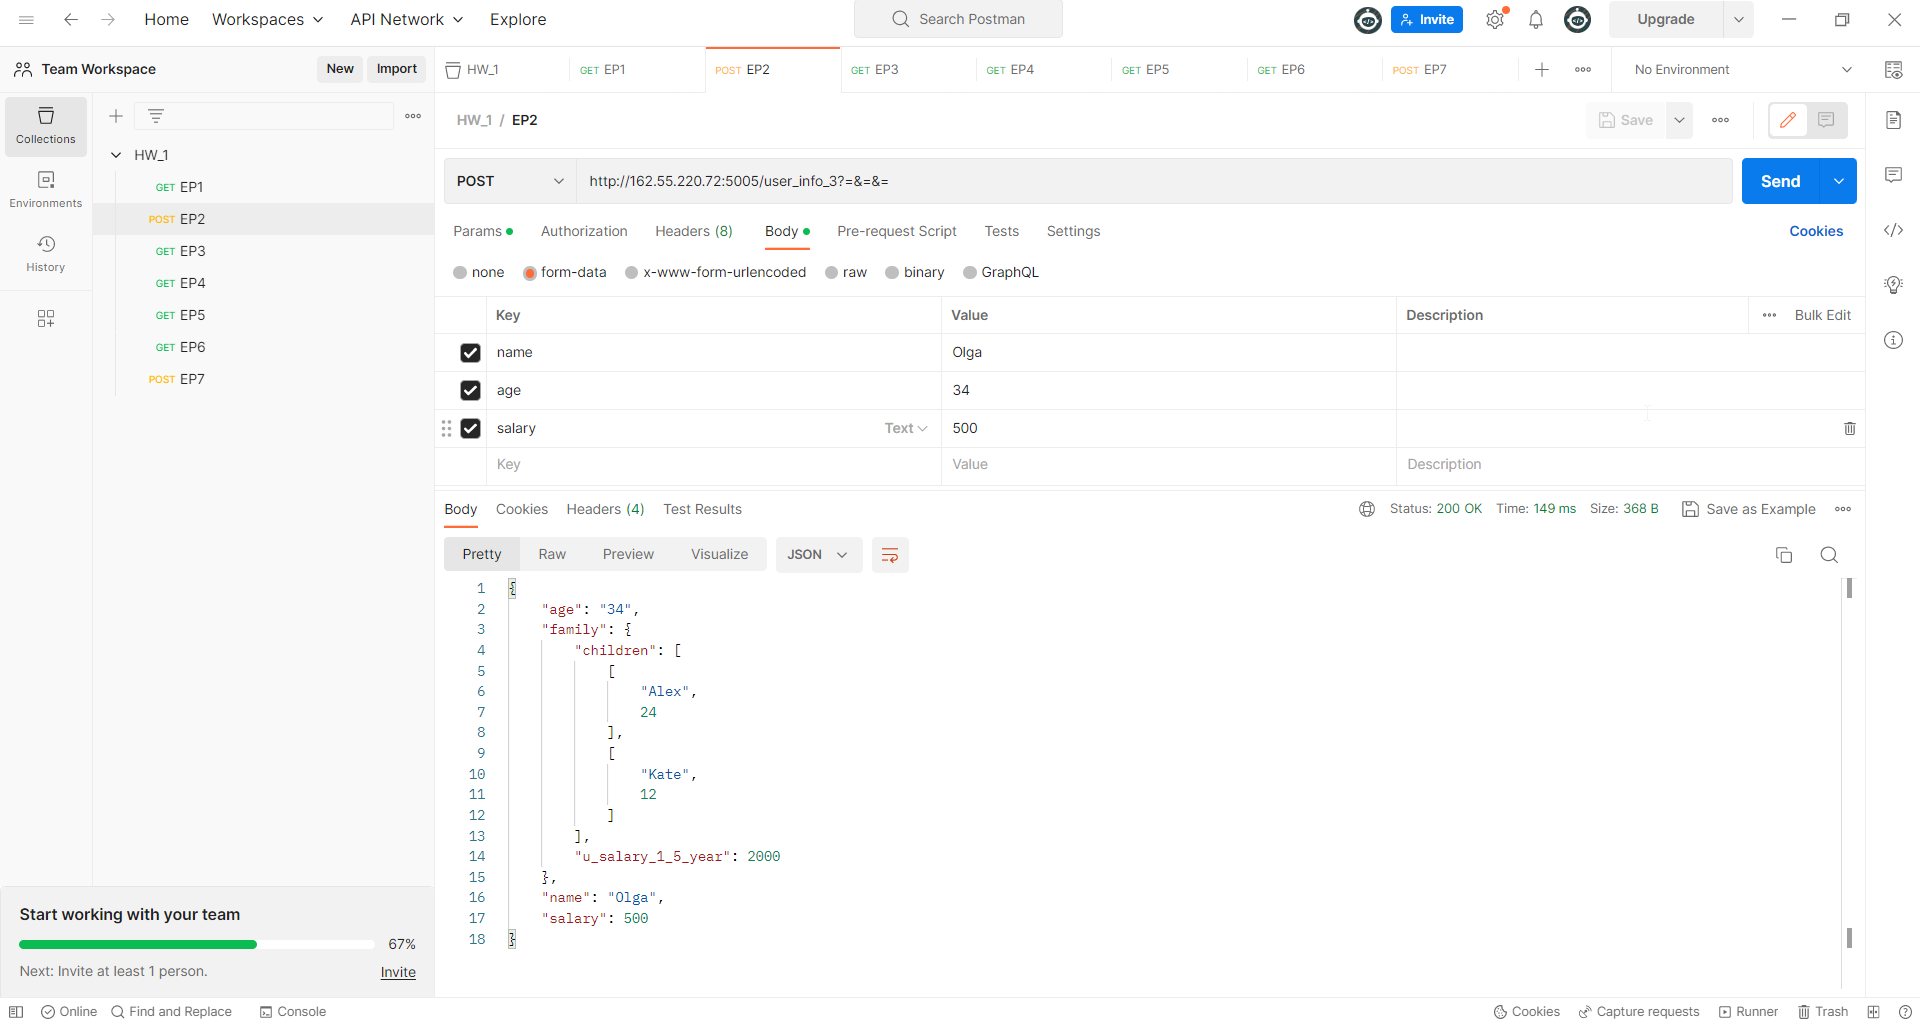 Home Workspaces API Network Explore Search Postman Invite Upgrade
Team Workspace New Import HW_1 GET EP1 POST EP2 GET EP3 GET EP4 GET EP5 GET EP6 POST EP7 No Environment
Collections
Environments
History
HW_1
GET EP1
POST EP2
GET EP3
GET EP4
GET EP5
GET EP6
POST EP7
HW_1 / EP2 Save
POST http://162.55.220.72:5005/user_info_3?=&=&= Send
Params Authorization Headers (8) Body Pre-request Script Tests Settings Cookies
none form-data x-www-form-urlencoded raw binary GraphQL
Key Value Description Bulk Edit
name Olga
age 34
salary Text 500
Key Value Description
Body Cookies Headers (4) Test Results Status: 200 OK Time: 149 ms Size: 368 B Save as Example
Pretty Raw Preview Visualize JSON
1 {
2 "age": "34",
3 "family": {
4 "children": [
5 [
6 "Alex",
7 24
8 ],
9 [
10 "Kate",
11 12
12 ]
13 ],
14 "u_salary_1_5_year": 2000
15 },
16 "name": "Olga",
17 "salary": 500
18 }
Start working with your team
67%
Next: Invite at least 1 person. Invite
Online Find and Replace Console Cookies Capture requests Runner Trash